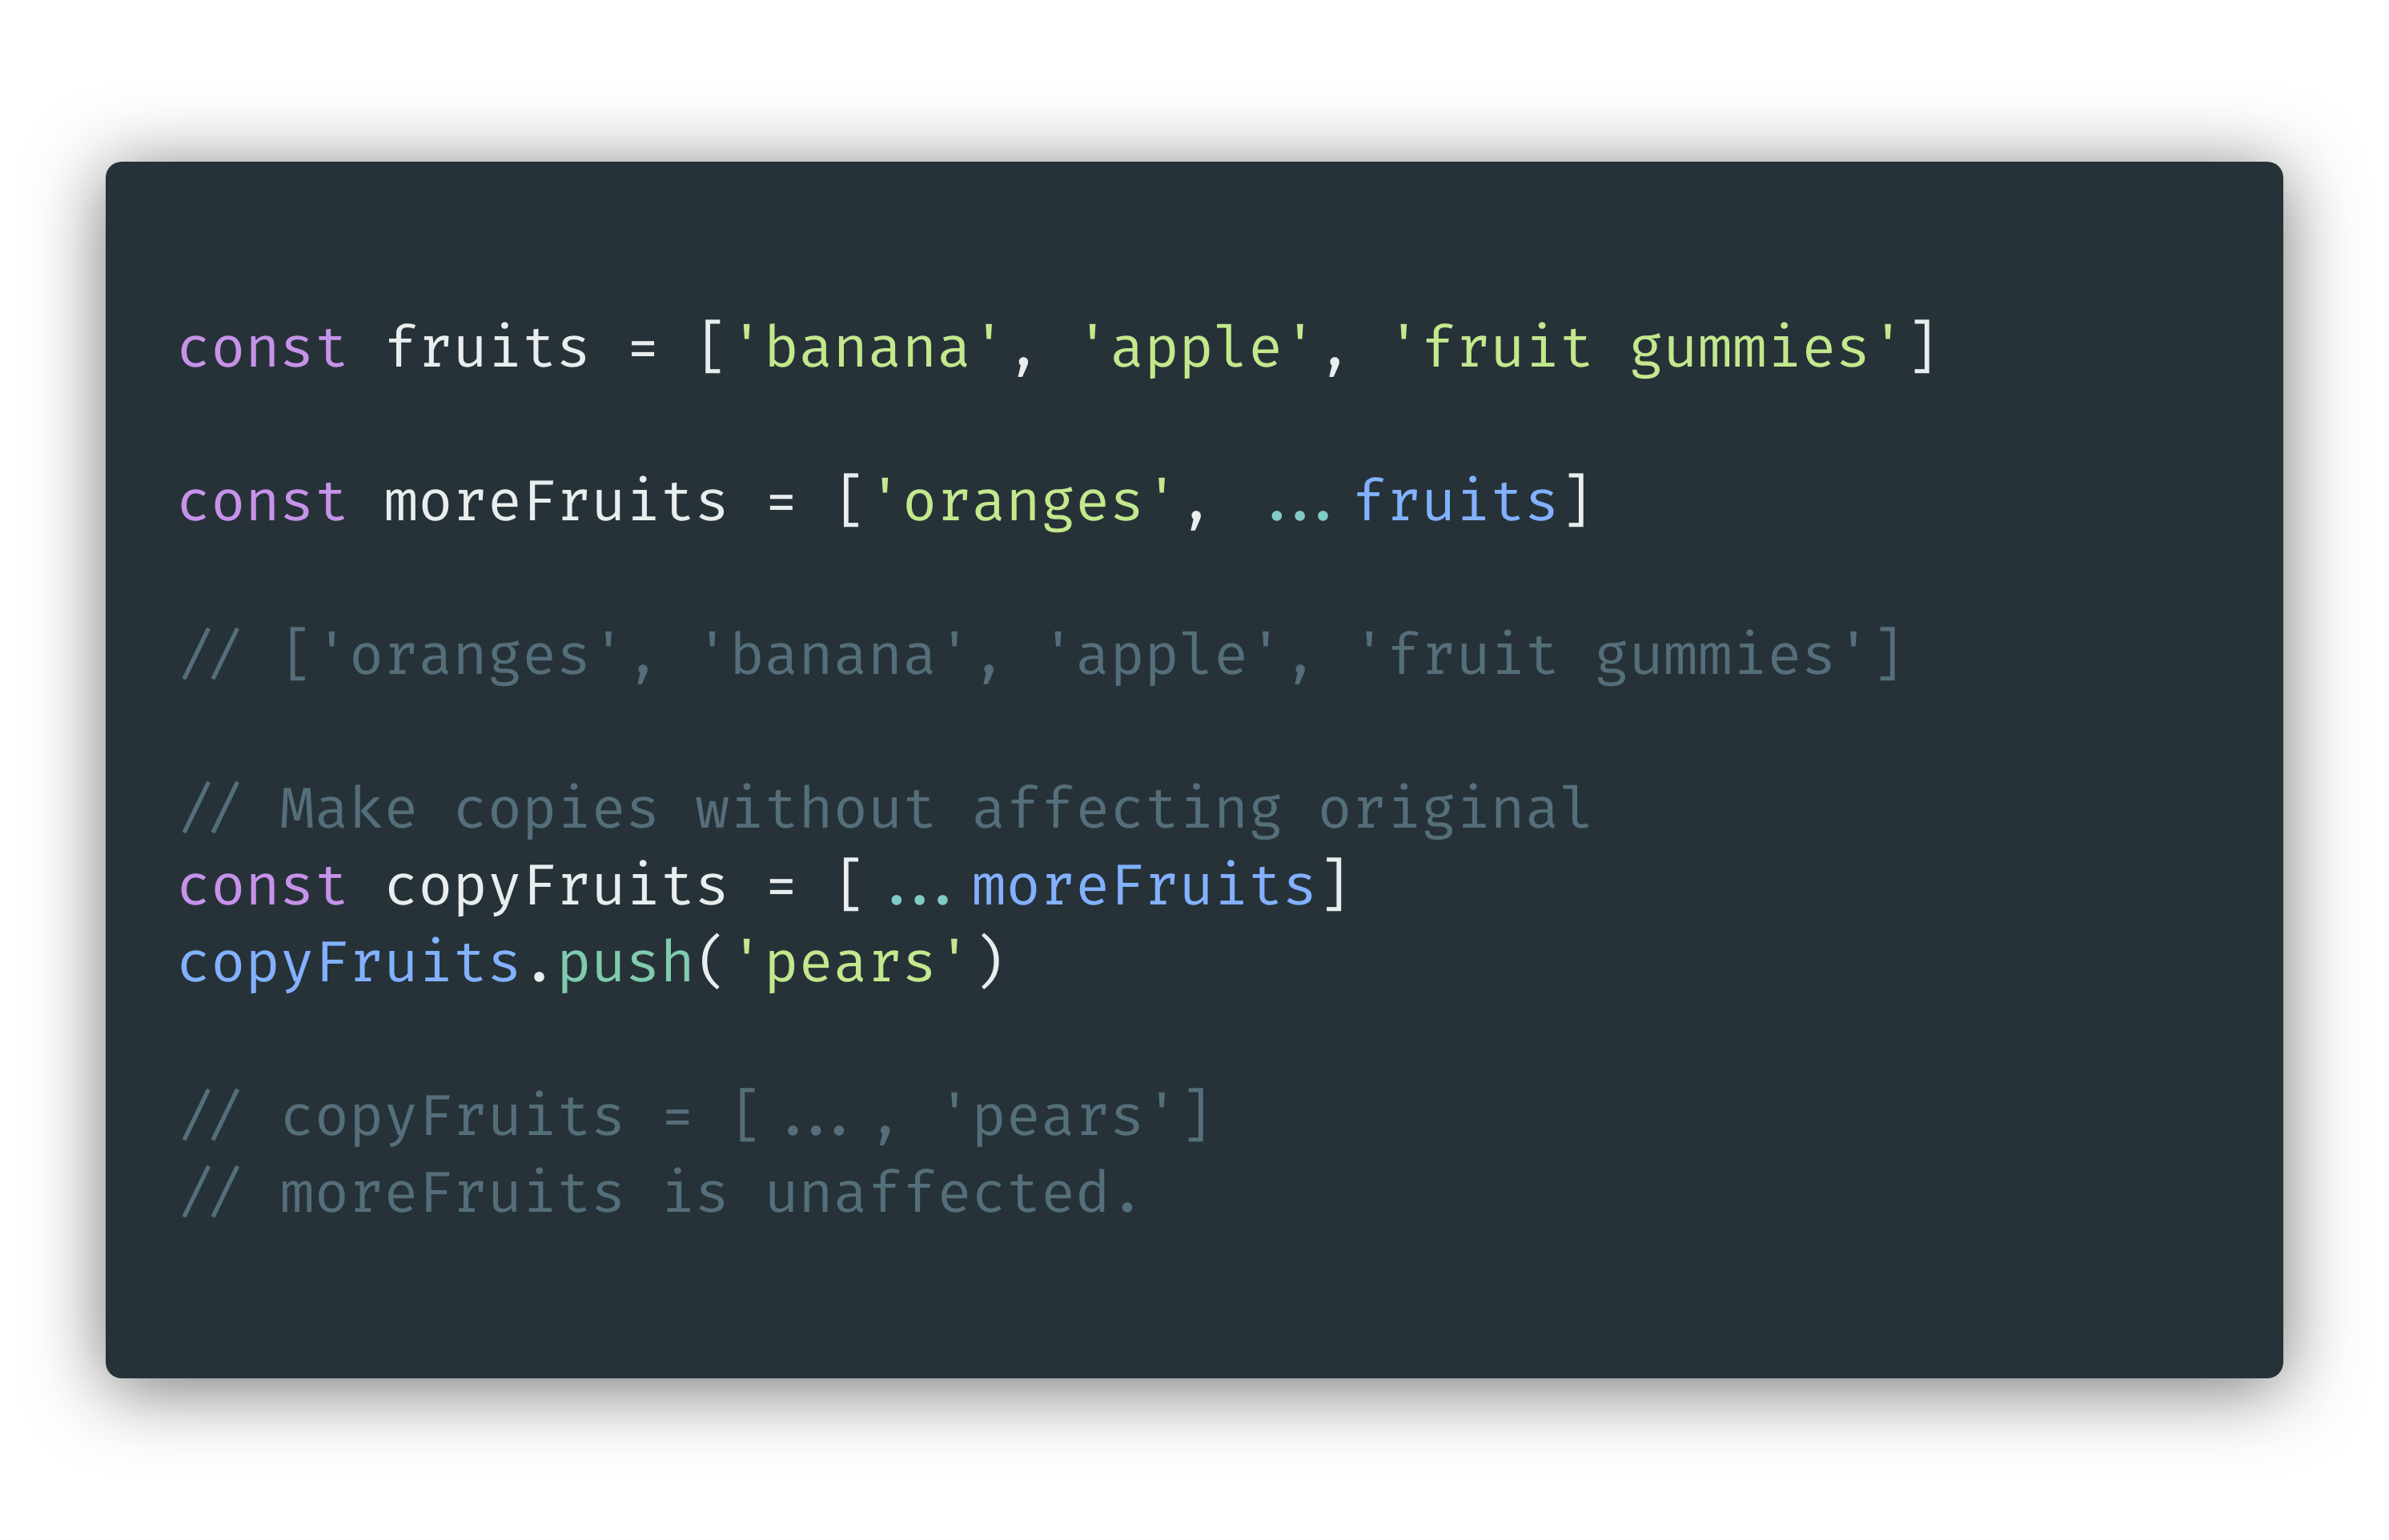 const fruits = ['banana', 'apple', 'fruit gummies']
const moreFruits = ['oranges', ...fruits]
// ['oranges', 'banana', 'apple', 'fruit gummies']
// Make copies without affecting original
const copyFruits = [...moreFruits]
copyFruits.push('pears')
// copyFruits = [..., 'pears']
// moreFruits is unaffected.